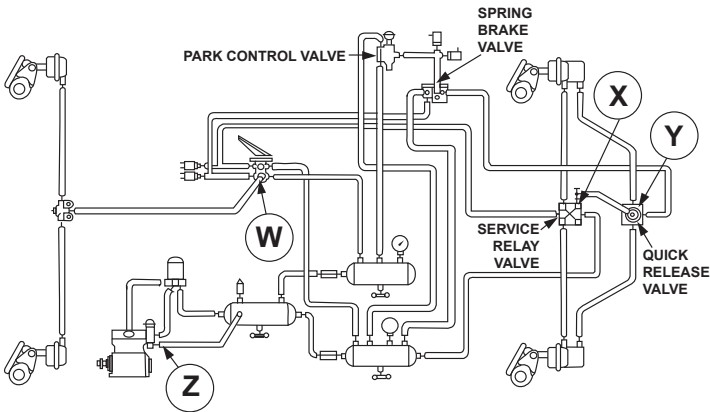 SPRING
BRAKE
VALVE
PARK CONTROL VALVE
X
Y
W
SERVICE
RELAY
VALVE
QUICK
RELEASE
VALVE
Z